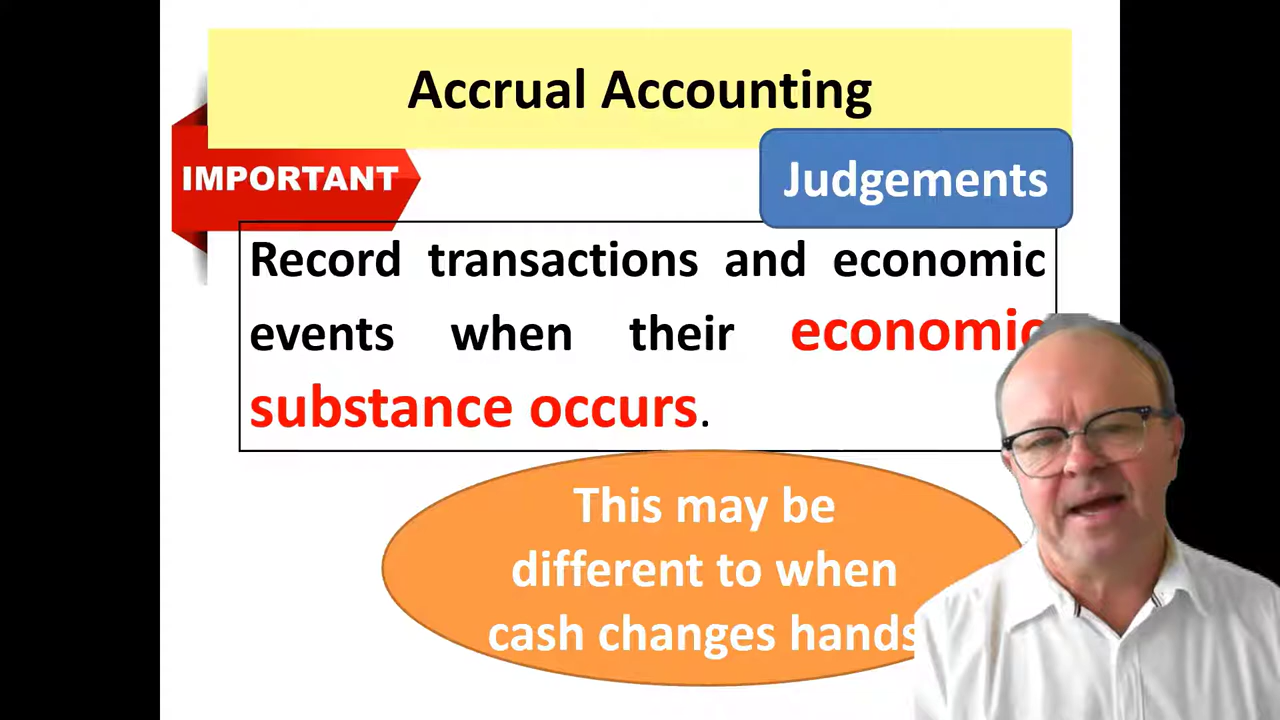 Accrual Accounting
IMPORTANT
Judgements
Record transactions and economic
events when their economic
substance occurs.
This may be
different to when
cash changes hands